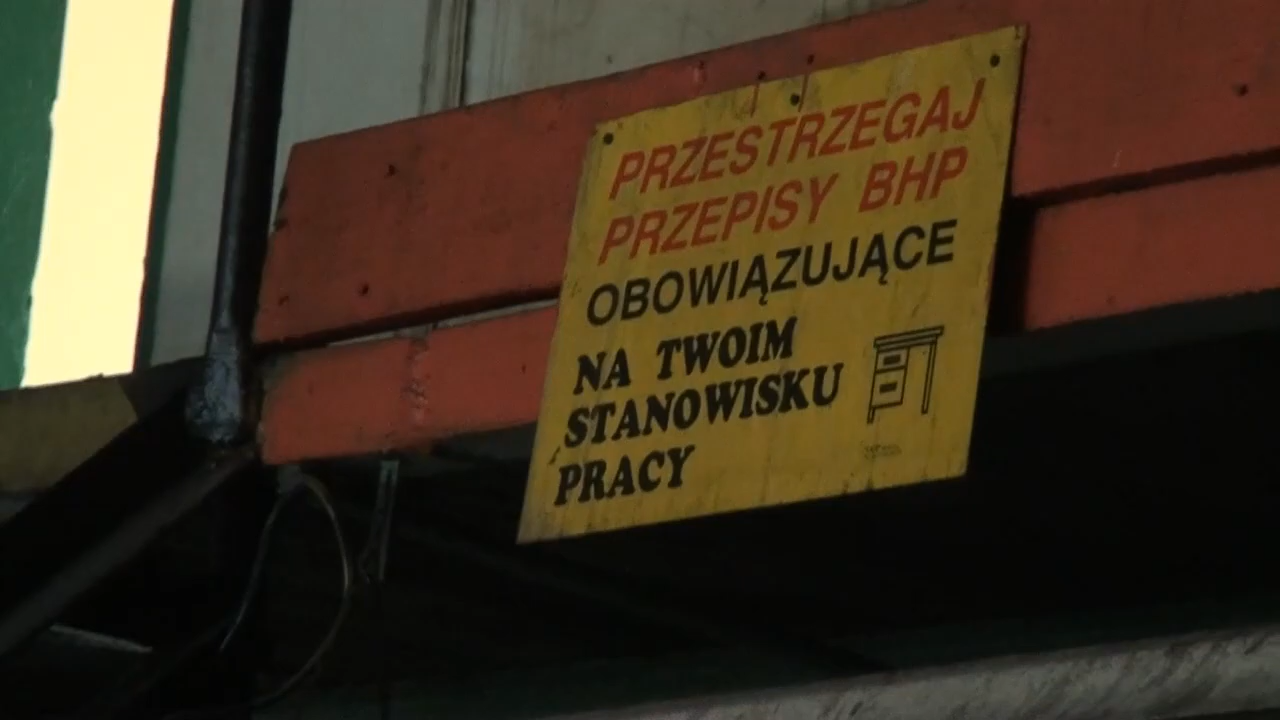 PRZESTRZEGAJ
PRZEPISY BHP
OBOWIĄZUJĄCE
NA TWOIM
STANOWISKU
PRACY